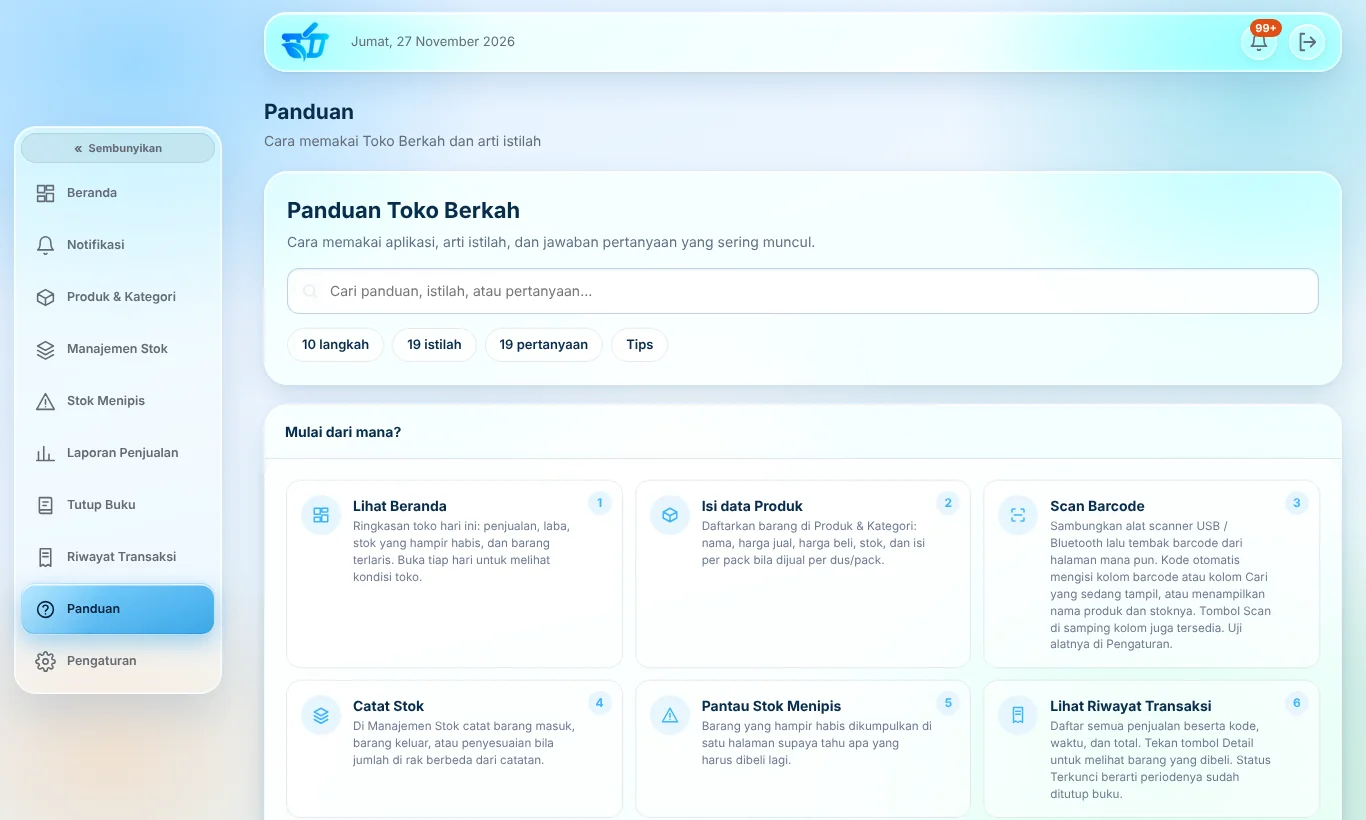 Jumat, 27 November 2026
99+
« Sembunyikan
Beranda
Notifikasi
Produk & Kategori
Manajemen Stok
Stok Menipis
Laporan Penjualan
Tutup Buku
Riwayat Transaksi
Panduan
Pengaturan
Panduan
Cara memakai Toko Berkah dan arti istilah
Panduan Toko Berkah
Cara memakai aplikasi, arti istilah, dan jawaban pertanyaan yang sering muncul.
Cari panduan, istilah, atau pertanyaan...
10 langkah
19 istilah
19 pertanyaan
Tips
Mulai dari mana?
Lihat Beranda
1
Ringkasan toko hari ini: penjualan, laba,
stok yang hampir habis, dan barang
terlaris. Buka tiap hari untuk melihat
kondisi toko.
Isi data Produk
2
Daftarkan barang di Produk & Kategori:
nama, harga jual, harga beli, stok, dan isi
per pack bila dijual per dus/pack.
Scan Barcode
3
Sambungkan alat scanner USB /
Bluetooth lalu tembak barcode dari
halaman mana pun. Kode otomatis
mengisi kolom barcode atau kolom Cari
yang sedang tampil, atau menampilkan
nama produk dan stoknya. Tombol Scan
di samping kolom juga tersedia. Uji
alatnya di Pengaturan.
Catat Stok
4
Di Manajemen Stok catat barang masuk,
barang keluar, atau penyesuaian bila
jumlah di rak berbeda dari catatan.
Pantau Stok Menipis
5
Barang yang hampir habis dikumpulkan di
satu halaman supaya tahu apa yang
harus dibeli lagi.
Lihat Riwayat Transaksi
6
Daftar semua penjualan beserta kode,
waktu, dan total. Tekan tombol Detail
untuk melihat barang yang dibeli. Status
Terkunci berarti periodenya sudah
ditutup buku.